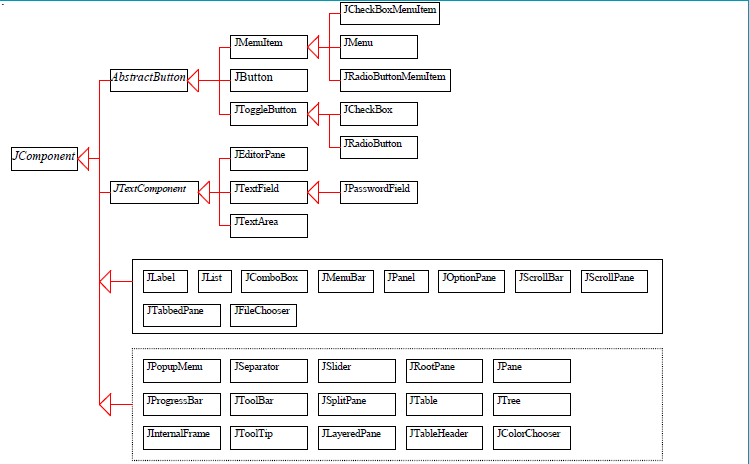 JCheckBoxMenuItem
JMenuItem
JMenu
AbstractButton
JButton
JRadioButtonMenuItem
JToggleButton
JCheckBox
JRadioButton
JComponent
JEditorPane
JTextComponent
JTextField
JPasswordField
JTextArea
JLabel JList JComboBox JMenuBar JPanel JOptionPane JScrollBar JScrollPane
JTabbedPane JFileChooser
JPopupMenu JSeparator JSlider JRootPane JPane
JProgressBar JToolBar JSplitPane JTable JTree
JInternalFrame JToolTip JLayeredPane JTableHeader JColorChooser